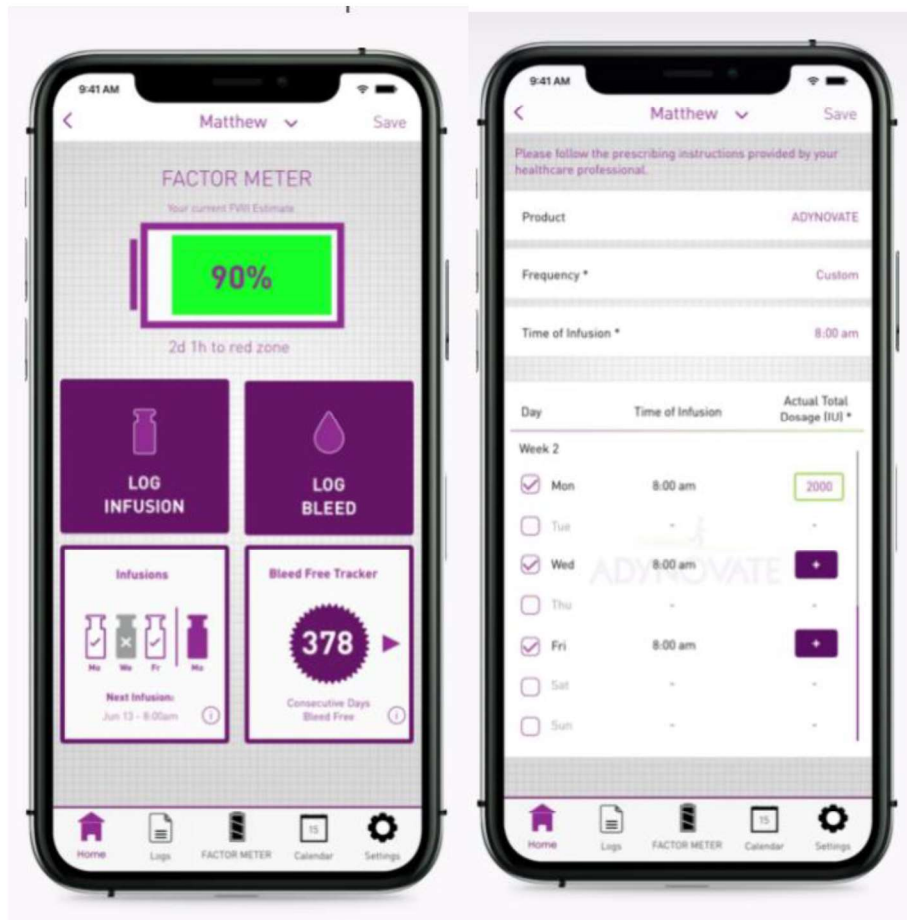 9:41 AM
Matthew
Save
FACTOR METER
Your current FVIII Estimate
90%
2d 1h to red zone
LOG
INFUSION
LOG
BLEED
Infusions
Mo We Fr Mo
Next Infusion:
Jun 13 - 8:00am
Bleed Free Tracker
378
Consecutive Days
Bleed Free
Home Logs FACTOR METER 15 Calendar Settings
9:41 AM
Matthew
Save
Please follow the prescribing instructions provided by your
healthcare professional.
Product ADYNOVATE
Frequency * Custom
Time of Infusion * 8:00 am
Day Time of Infusion Actual Total
Dosage (IU) *
Week 2
Mon 8:00 am 2000
Tue - -
Wed 8:00 am +
ADYNOVATE
Thu - -
Fri 8:00 am +
Sat - -
Sun - -
Home Logs FACTOR METER 15 Calendar Settings